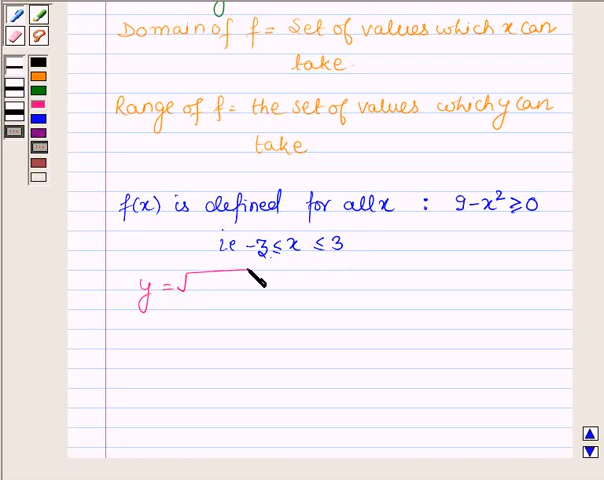 Domain of f = Set of values which x can
take.
Range of f = the set of values which y can
take
f(x) is defined for all x : 9-x² ≥ 0
ie -3 ≤ x ≤ 3
y = √